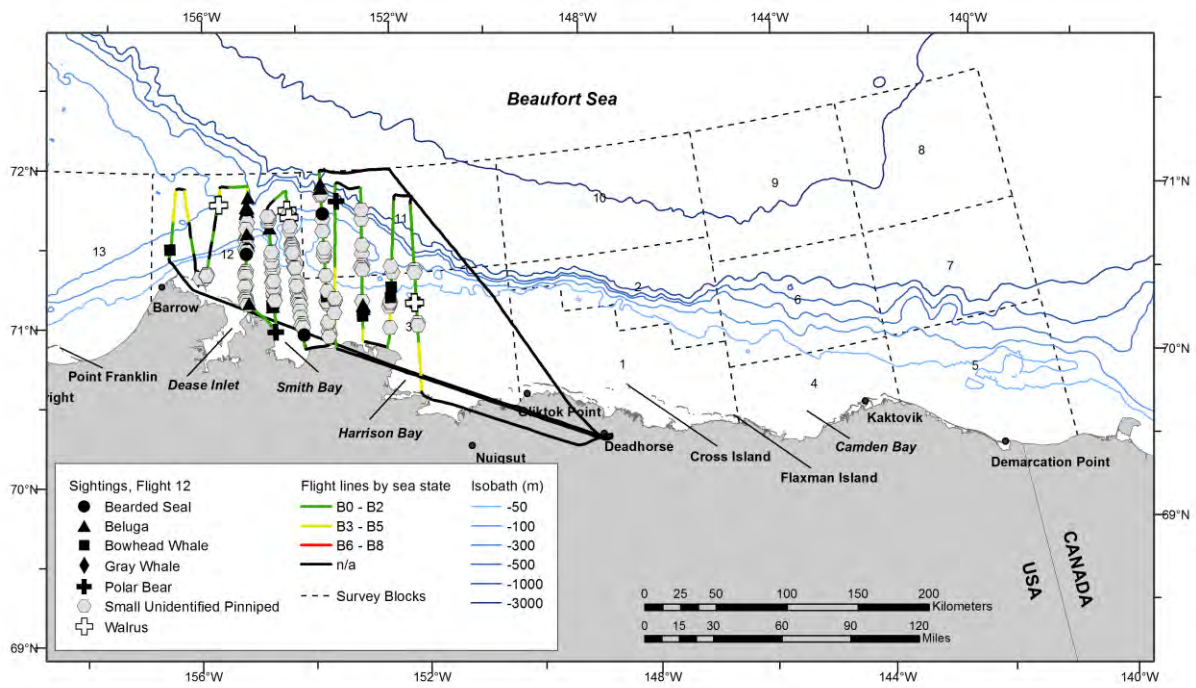 156°W 152°W 148°W 144°W 140°W
Beaufort Sea
72°N
71°N
8
9
10
11
13
12
7
2
6
Barrow
71°N
3
1
70°N
5
4
Point Franklin
Dease Inlet
Smith Bay
Harrison Bay
Oliktok Point
Kaktovik
Camden Bay
Deadhorse
Cross Island
Flaxman Island
Demarcation Point
Nuiqsut
70°N
69°N
Sightings, Flight 12
Bearded Seal
Beluga
Bowhead Whale
Gray Whale
Polar Bear
Small Unidentified Pinniped
Walrus
Flight lines by sea state
B0 - B2
B3 - B5
B6 - B8
n/a
Survey Blocks
Isobath (m)
-50
-100
-300
-500
-1000
-3000
USA
CANADA
0 25 50 100 150 200
Kilometers
0 15 30 60 90 120
Miles
69°N
156°W 152°W 148°W 144°W 140°W